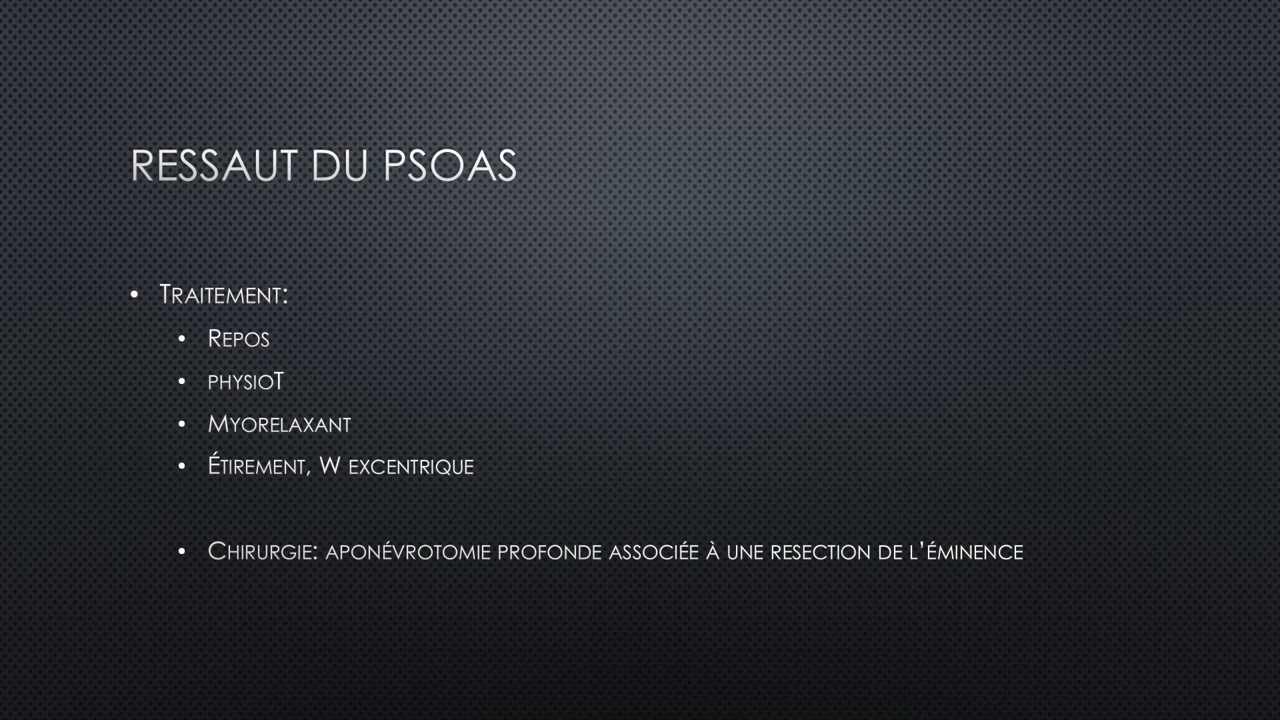 RESSAUT DU PSOAS
• TRAITEMENT:
• REPOS
• PHYSIOT
• MYORELAXANT
• ÉTIREMENT, W EXCENTRIQUE
• CHIRURGIE: APONÉVROTOMIE PROFONDE ASSOCIÉE À UNE RESECTION DE L’ÉMINENCE